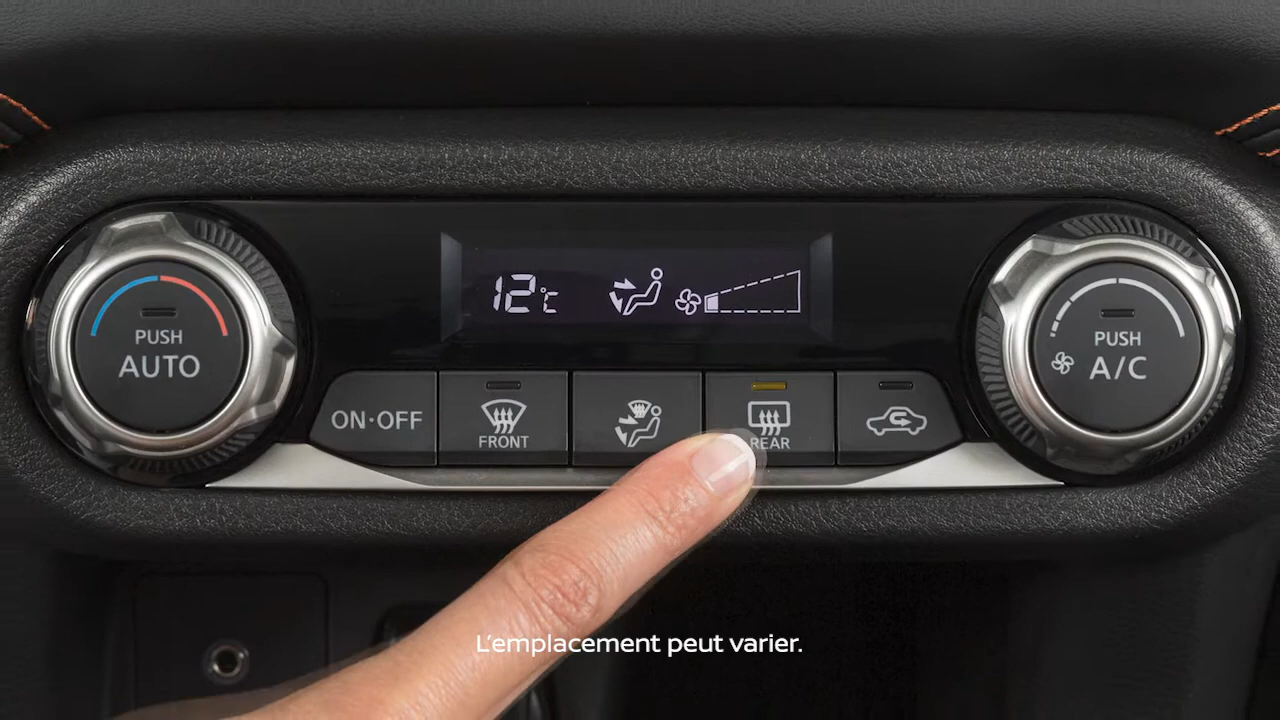 12°C
PUSH
AUTO
PUSH
A/C
ON·OFF
FRONT
REAR
L'emplacement peut varier.